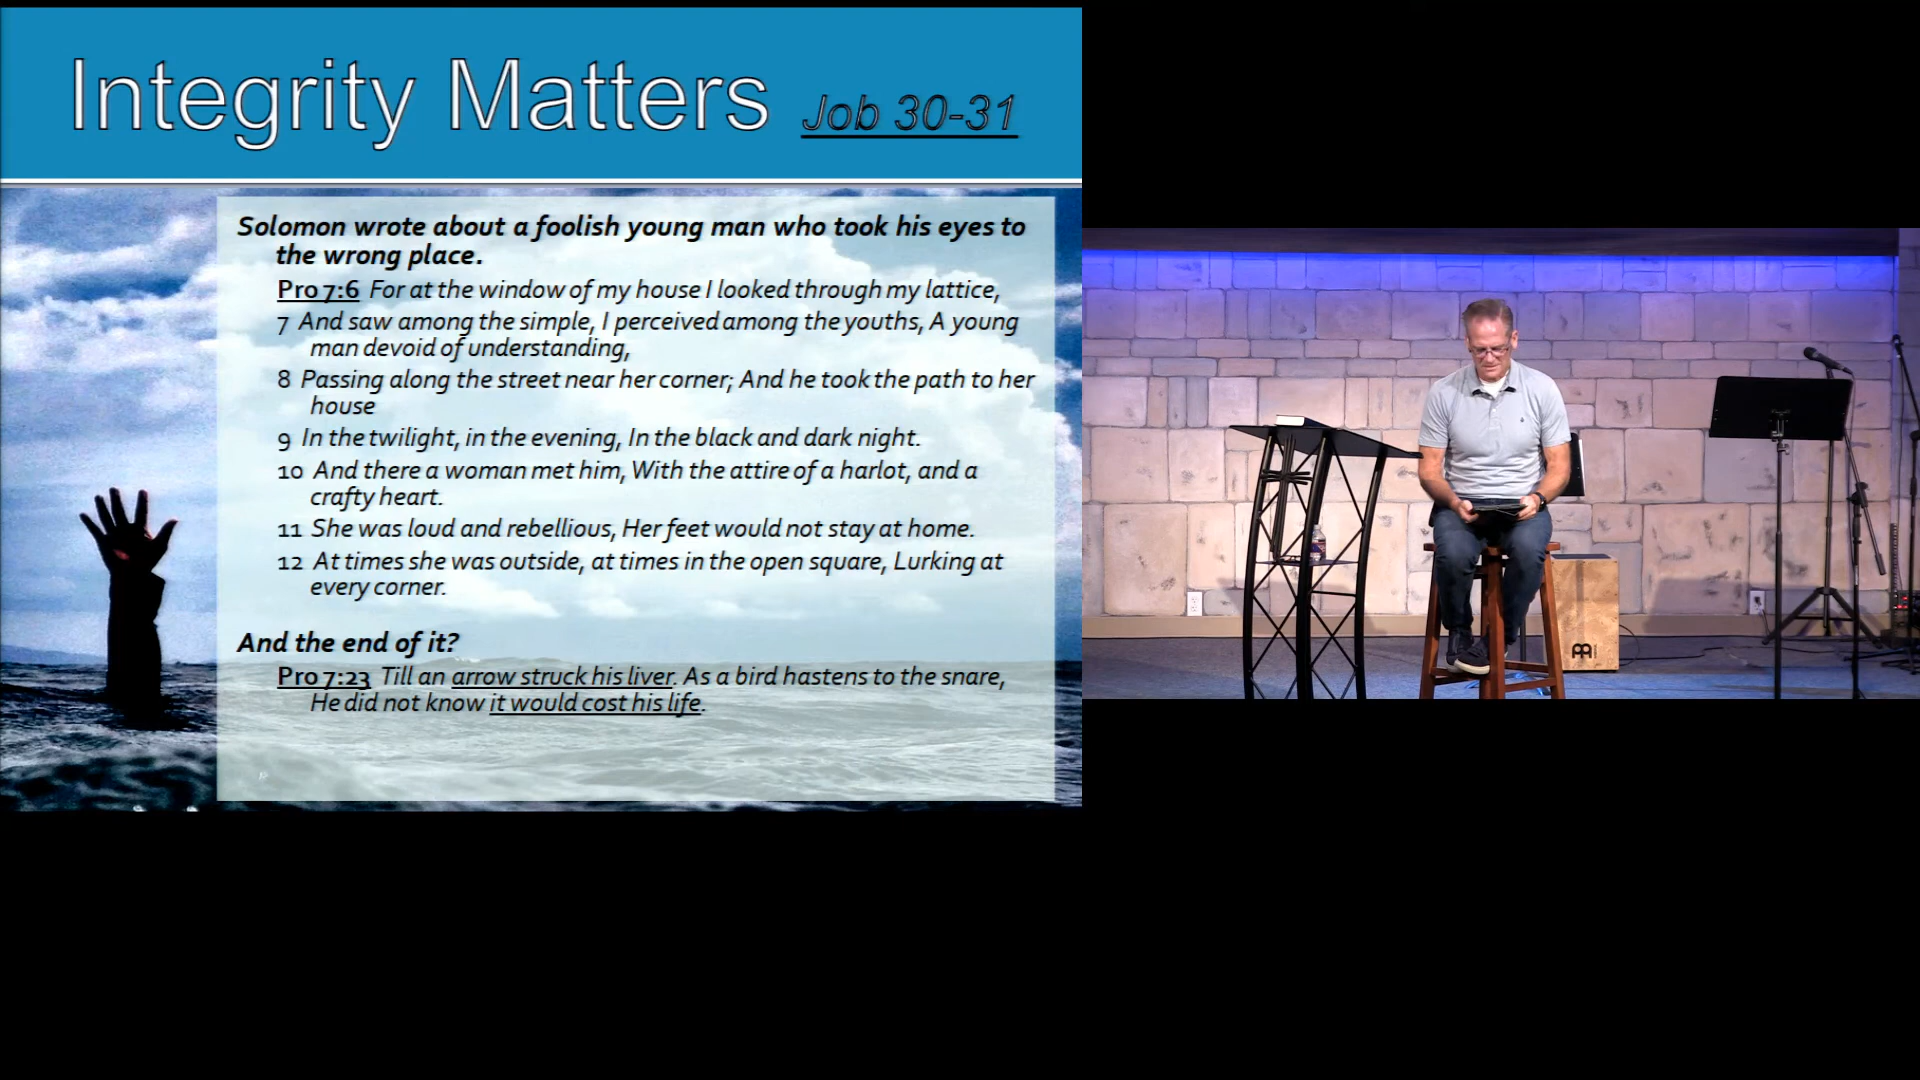 Integrity Matters Job 30-31
Solomon wrote about a foolish young man who took his eyes to
the wrong place.
Pro 7:6 For at the window of my house I looked through my lattice,
7 And saw among the simple, I perceived among the youths, A young
man devoid of understanding,
8 Passing along the street near her corner; And he took the path to her
house
9 In the twilight, in the evening, In the black and dark night.
10 And there a woman met him, With the attire of a harlot, and a
crafty heart.
11 She was loud and rebellious, Her feet would not stay at home.
12 At times she was outside, at times in the open square, Lurking at
every corner.
And the end of it?
Pro 7:23 Till an arrow struck his liver. As a bird hastens to the snare,
He did not know it would cost his life.